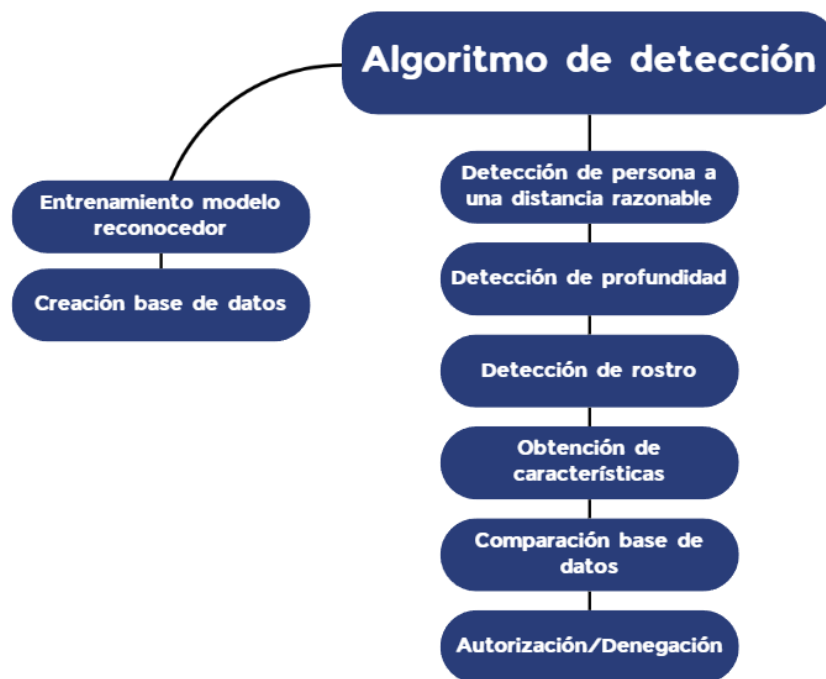 Algoritmo de detección
Detección de persona a
una distancia razonable
Entrenamiento modelo
reconocedor
Detección de profundidad
Creación base de datos
Detección de rostro
Obtención de
características
Comparación base de
datos
Autorización/Denegación